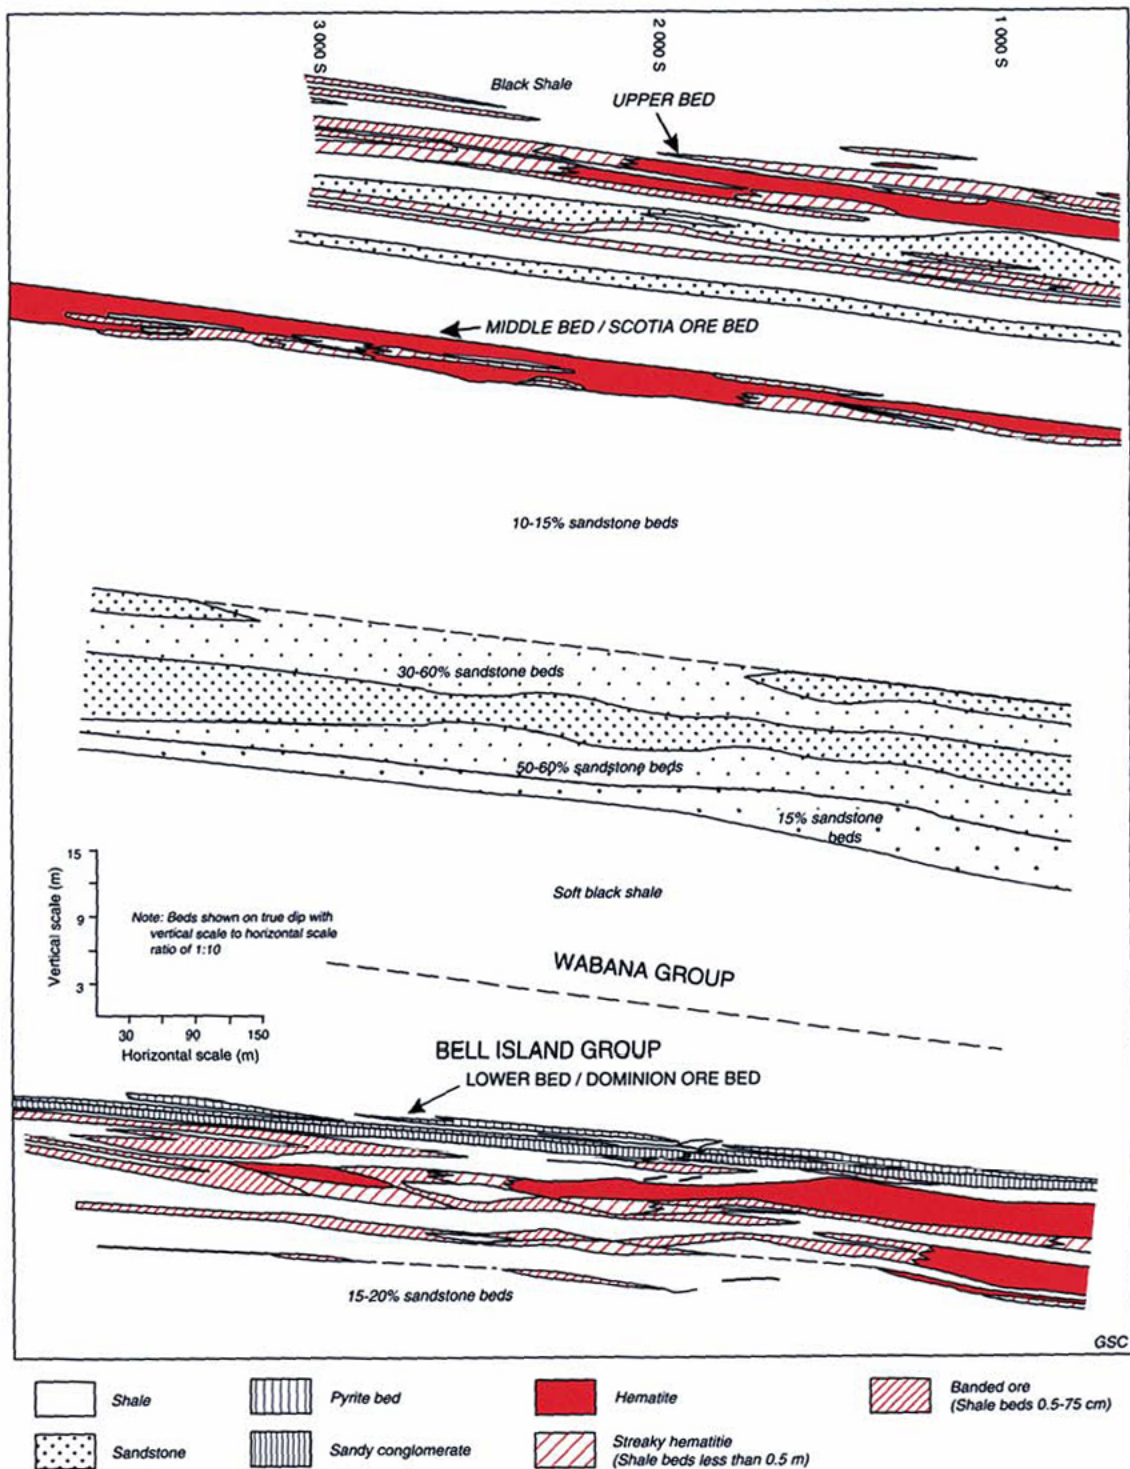 3 000 S
2 000 S
1 000 S
Black Shale
UPPER BED
MIDDLE BED / SCOTIA ORE BED
10-15% sandstone beds
30-60% sandstone beds
50-60% sandstone beds
15% sandstone
beds
Soft black shale
Vertical scale (m)
15
9
3
30
90
150
Horizontal scale (m)
Note: Beds shown on true dip with
vertical scale to horizontal scale
ratio of 1:10
WABANA GROUP
BELL ISLAND GROUP
LOWER BED / DOMINION ORE BED
15-20% sandstone beds
GSC
Shale
Pyrite bed
Hematite
Banded ore
(Shale beds 0.5-75 cm)
Sandstone
Sandy conglomerate
Streaky hematitie
(Shale beds less than 0.5 m)